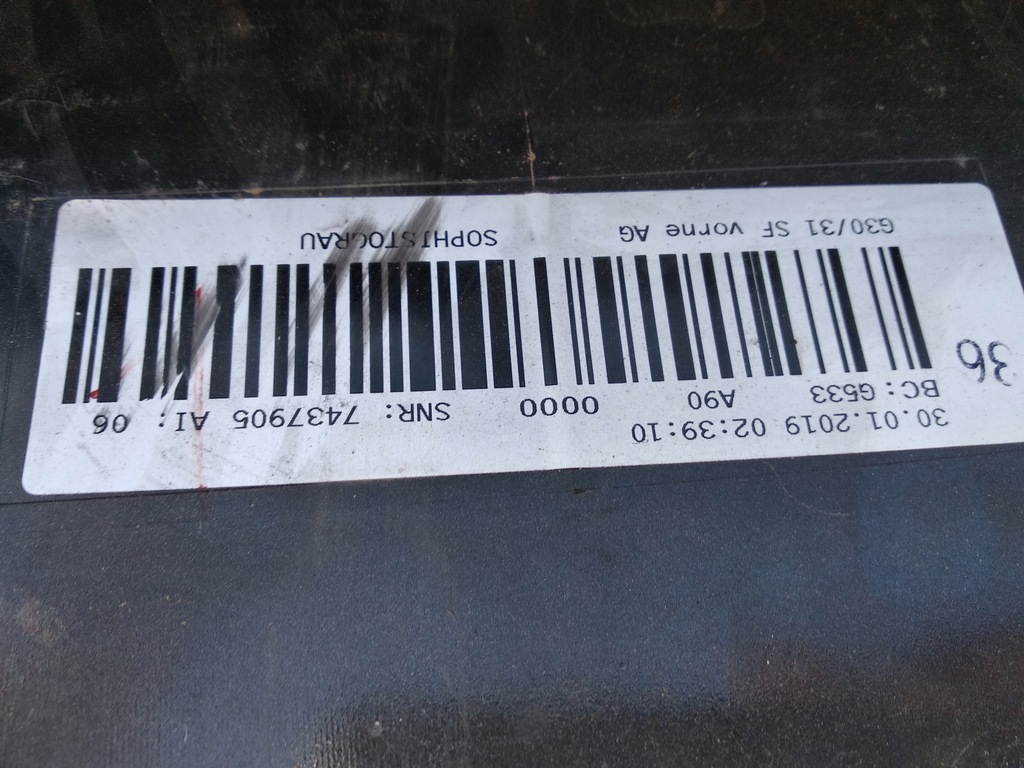 30.01.2019 02:39:10
BC: G533 A90 0000 SNR: 7437905 AI: 06
G30/31 SF vorne AG SOPHISTOGRAU
36